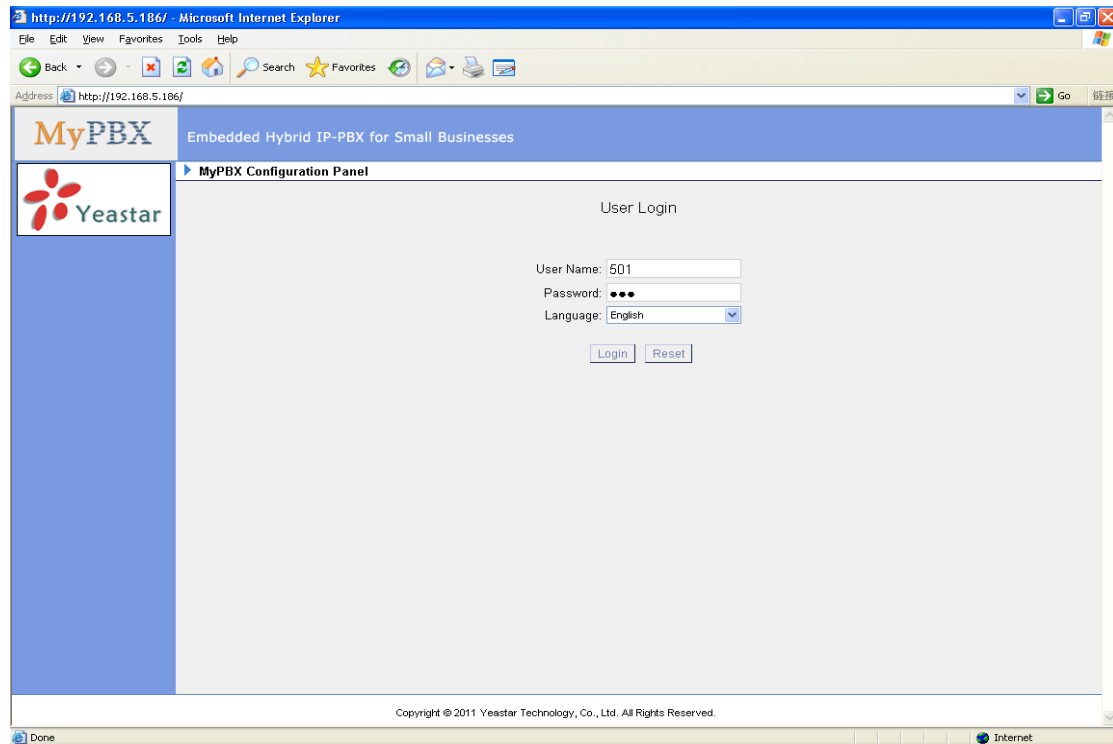 http://192.168.5.186/ - Microsoft Internet Explorer
File Edit View Favorites Tools Help
Back Search Favorites
Address http://192.168.5.186/ Go 链接
MyPBX Embedded Hybrid IP-PBX for Small Businesses
MyPBX Configuration Panel
Yeastar
User Login
User Name: 501
Password: ●●●
Language: English
Login Reset
Copyright © 2011 Yeastar Technology, Co., Ltd. All Rights Reserved.
Done Internet